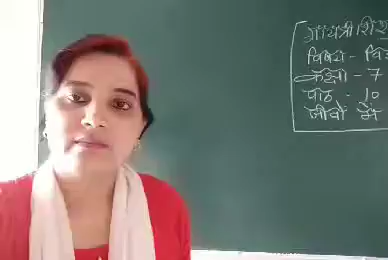 गायत्री
विषय -
कक्षा - 7
पाठ - 10
जीवों में